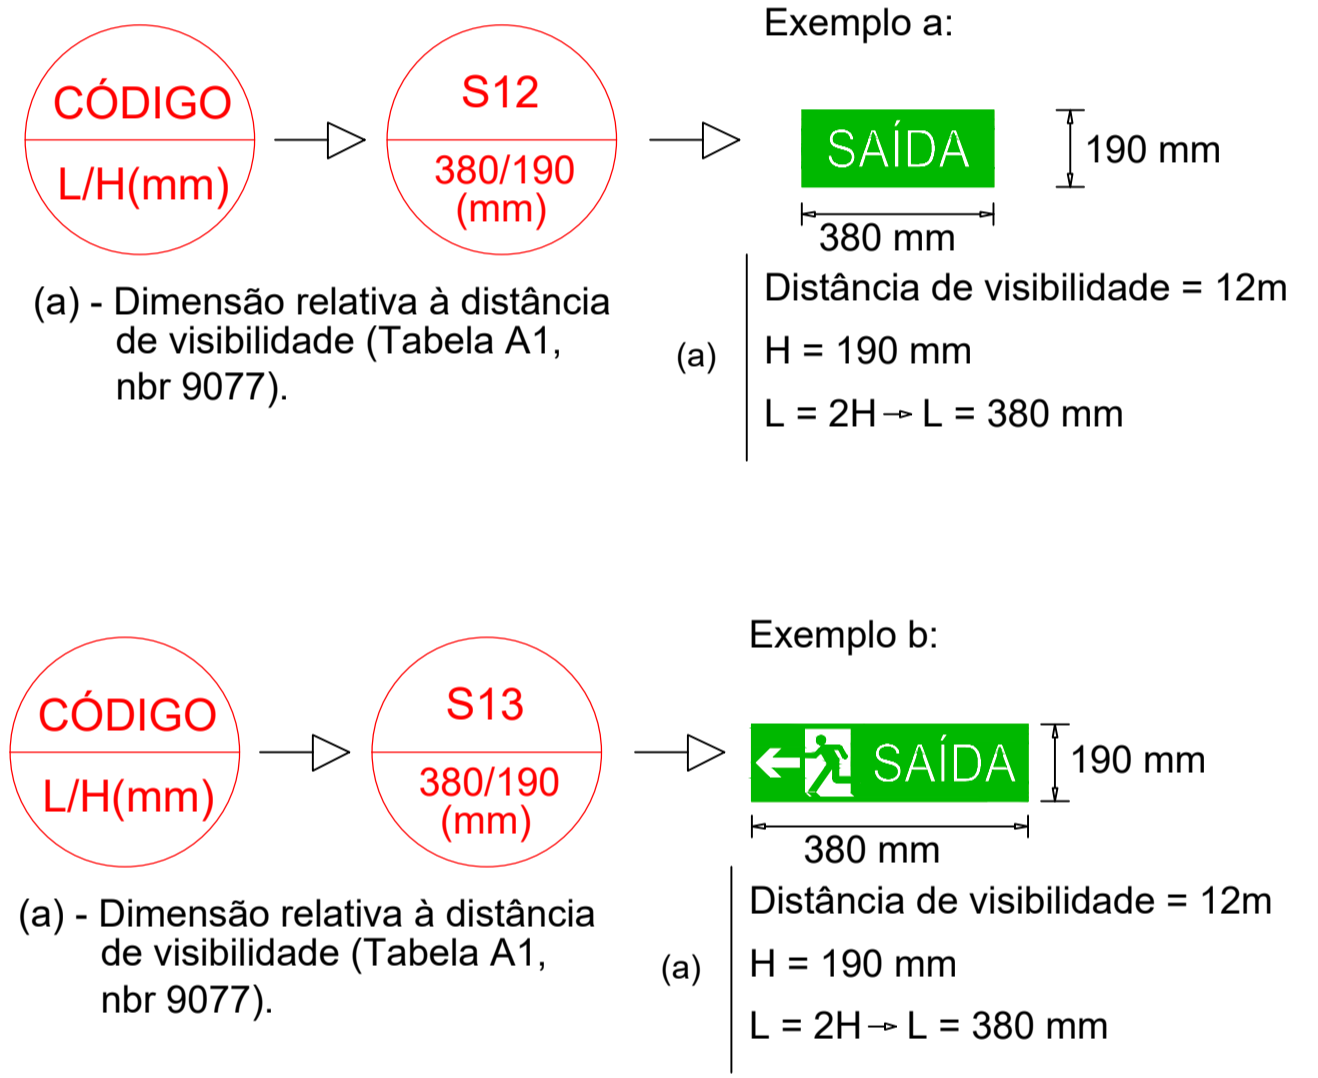 Exemplo a:
CÓDIGO
L/H(mm)
S12
380/190
(mm)
SAÍDA
190 mm
380 mm
(a) - Dimensão relativa à distância
de visibilidade (Tabela A1,
nbr 9077).
(a)
Distância de visibilidade = 12m
H = 190 mm
L = 2H→ L = 380 mm
Exemplo b:
CÓDIGO
L/H(mm)
S13
380/190
(mm)
SAÍDA
190 mm
380 mm
(a) - Dimensão relativa à distância
de visibilidade (Tabela A1,
nbr 9077).
(a)
Distância de visibilidade = 12m
H = 190 mm
L = 2H→ L = 380 mm